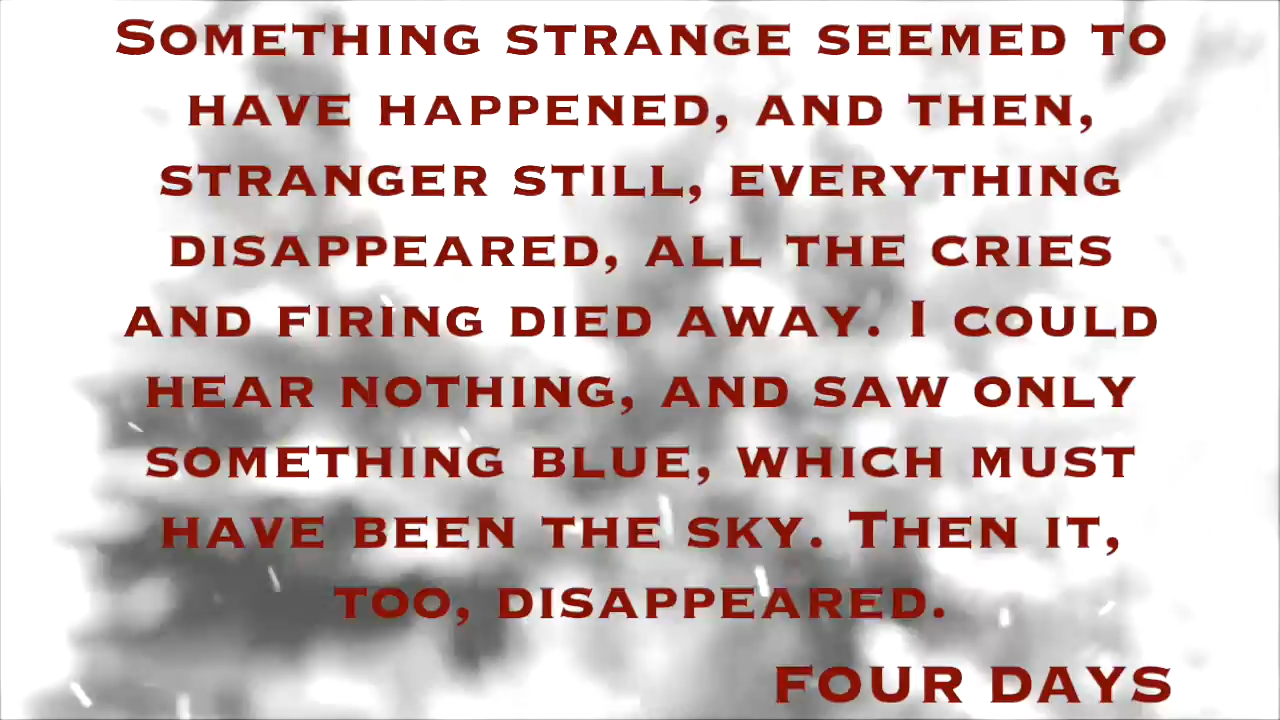 Something strange seemed to
have happened, and then,
stranger still, everything
disappeared, all the cries
and firing died away. I could
hear nothing, and saw only
something blue, which must
have been the sky. Then it,
too, disappeared.
FOUR DAYS